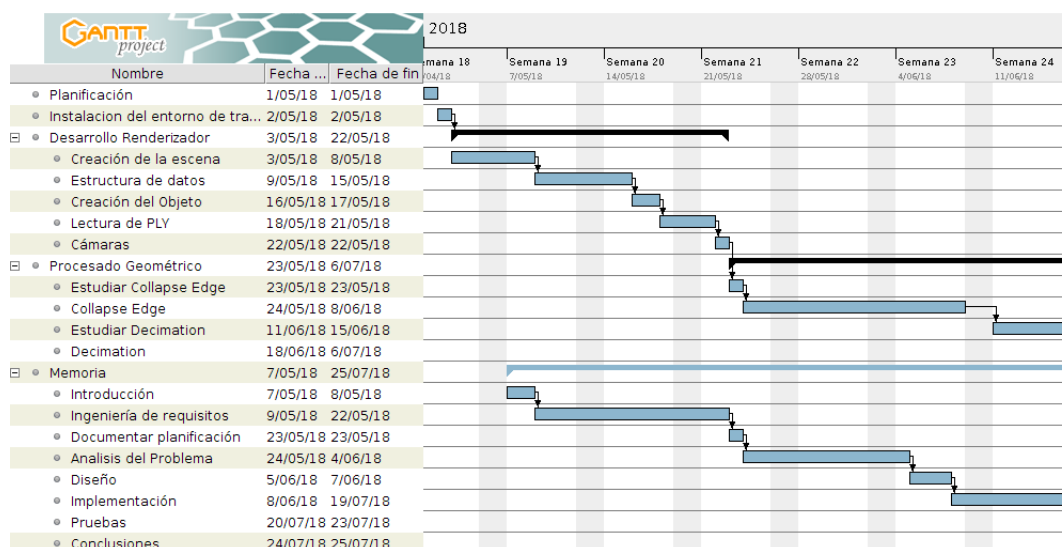 GANTT
project
2018
mana 18 Semana 19 Semana 20 Semana 21 Semana 22 Semana 23 Semana 24
/04/18 7/05/18 14/05/18 21/05/18 28/05/18 4/06/18 11/06/18
Nombre Fecha ... Fecha de fin
Planificación 1/05/18 1/05/18
Instalacion del entorno de tra... 2/05/18 2/05/18
Desarrollo Renderizador 3/05/18 22/05/18
Creación de la escena 3/05/18 8/05/18
Estructura de datos 9/05/18 15/05/18
Creación del Objeto 16/05/18 17/05/18
Lectura de PLY 18/05/18 21/05/18
Cámaras 22/05/18 22/05/18
Procesado Geométrico 23/05/18 6/07/18
Estudiar Collapse Edge 23/05/18 23/05/18
Collapse Edge 24/05/18 8/06/18
Estudiar Decimation 11/06/18 15/06/18
Decimation 18/06/18 6/07/18
Memoria 7/05/18 25/07/18
Introducción 7/05/18 8/05/18
Ingeniería de requisitos 9/05/18 22/05/18
Documentar planificación 23/05/18 23/05/18
Analisis del Problema 24/05/18 4/06/18
Diseño 5/06/18 7/06/18
Implementación 8/06/18 19/07/18
Pruebas 20/07/18 23/07/18
Conclusiones 24/07/18 25/07/18